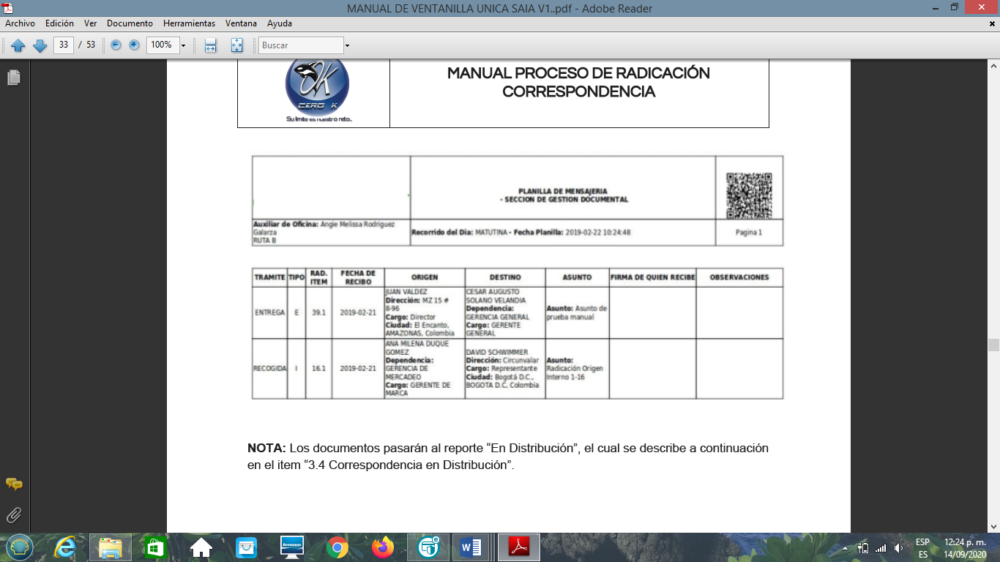 MANUAL DE VENTANILLA UNICA SAIA V1..pdf - Adobe Reader
Archivo Edición Ver Documento Herramientas Ventana Ayuda
33 / 53 100% Buscar
OK
CERO K
Su límite es nuestro reto..
MANUAL PROCESO DE RADICACIÓN
CORRESPONDENCIA
PLANILLA DE MENSAJERIA
- SECCION DE GESTION DOCUMENTAL
Auxiliar de Oficina: Angie Melissa Rodriguez
Galarza
RUTA B
Recorrido del Dia: MATUTINA - Fecha Planilla: 2019-02-22 10:24:48
Pagina 1
TRAMITE TIPO RAD. ITEM FECHA DE RECIBO ORIGEN DESTINO ASUNTO FIRMA DE QUIEN RECIBE OBSERVACIONES
ENTREGA E 39.1 2019-02-21
JUAN VALDEZ
Dirección: MZ 15 #
8-96
Cargo: Director
Ciudad: El Encanto,
AMAZONAS, Colombia
CESAR AUGUSTO
SOLANO VELANDIA
Dependencia:
GERENCIA GENERAL
Cargo: GERENTE
GENERAL
Asunto: Asunto de
prueba manual
RECOGIDA I 16.1 2019-02-21
ANA MILENA DUQUE
GOMEZ
Dependencia:
GERENCIA DE
MERCADEO
Cargo: GERENTE DE
MARCA
DAVID SCHWIMMER
Dirección: Circunvalar
Cargo: Representante
Ciudad: Bogotá D.C.,
BOGOTA D.C, Colombia
Asunto:
Radicación Origen
Interno 1-16
NOTA: Los documentos pasarán al reporte “En Distribución”, el cual se describe a continuación
en el item “3.4 Correspondencia en Distribución”.
lenovo
8
W
ESP
ES
12:24 p. m.
14/09/2020